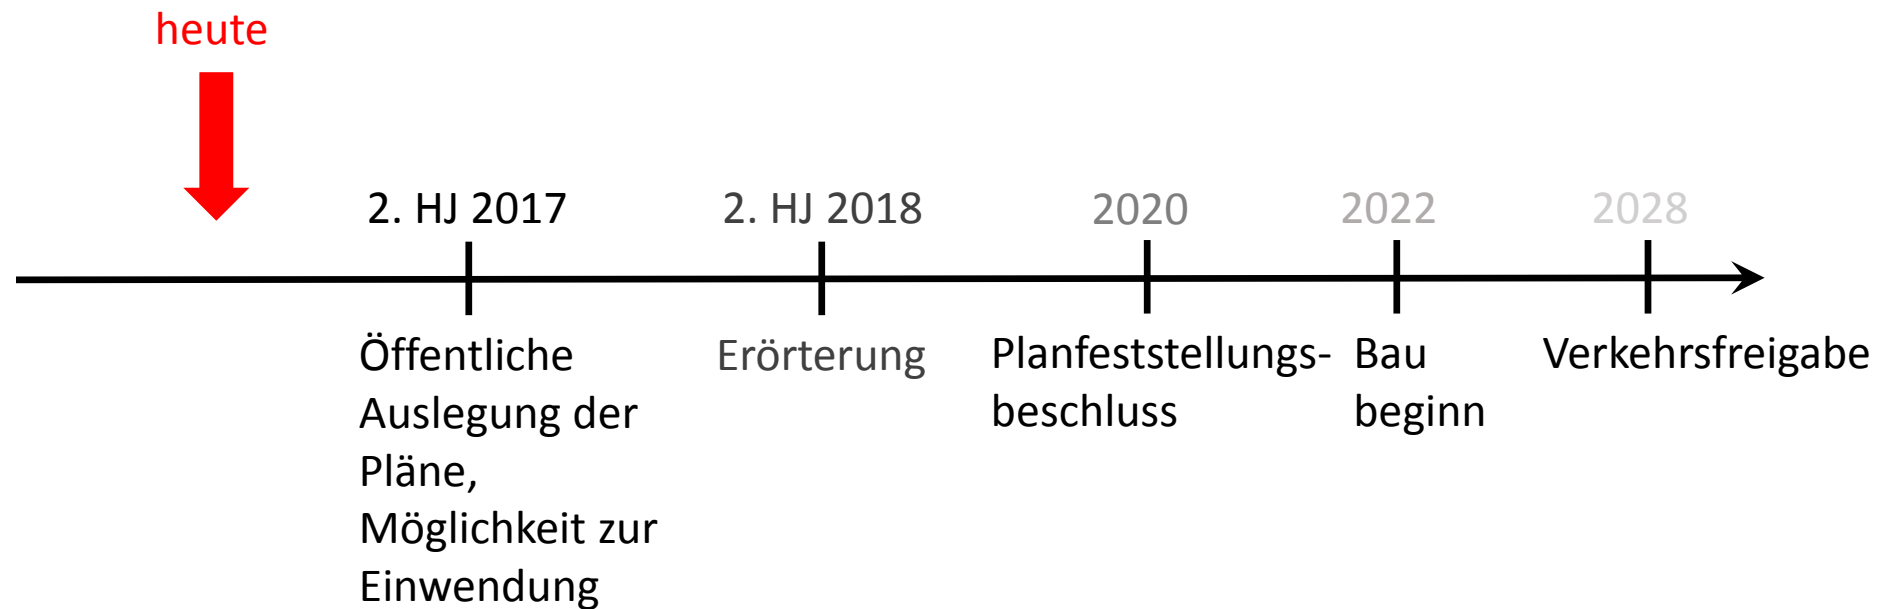 heute
2. HJ 2017
2. HJ 2018
2020
2022
2028
Öffentliche
Auslegung der
Pläne,
Möglichkeit zur
Einwendung
Erörterung
Planfeststellungs-
beschluss
Bau
beginn
Verkehrsfreigabe